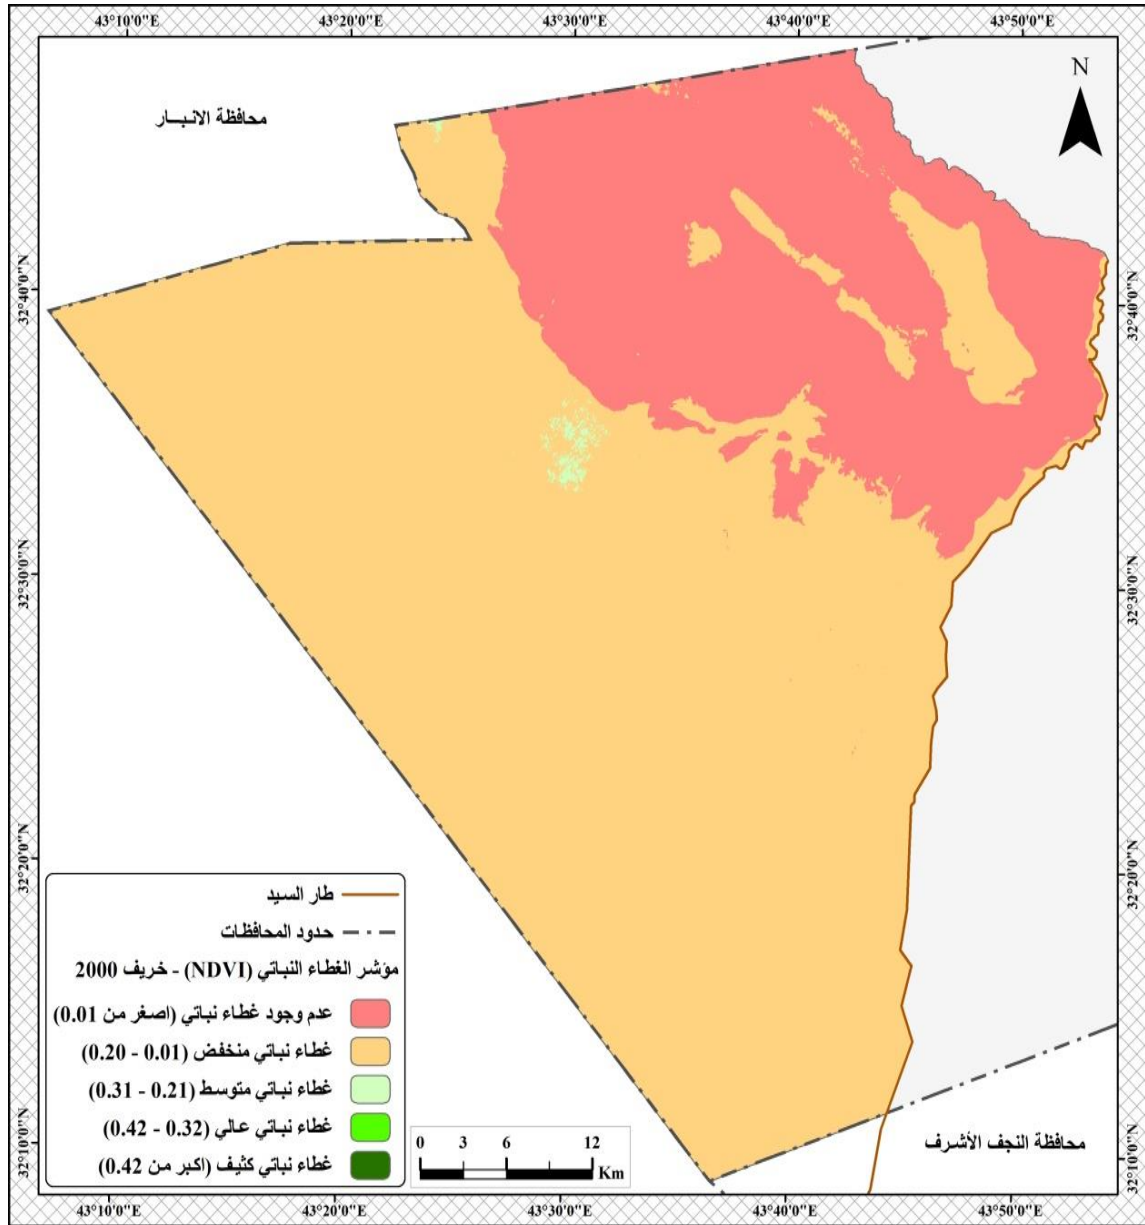 43°10'0"E 43°20'0"E 43°30'0"E 43°40'0"E 43°50'0"E
محافظة الانبار
N
32°40'0"N 32°40'0"N
32°30'0"N 32°30'0"N
32°20'0"N 32°20'0"N
طار السيد
حدود المحافظات
مؤشر الغطاء النباتي (NDVI) - خريف 2000
عدم وجود غطاء نباتي (اصغر من 0.01)
غطاء نباتي منخفض (0.01 - 0.20)
غطاء نباتي متوسط (0.21 - 0.31)
غطاء نباتي عالي (0.32 - 0.42)
غطاء نباتي كثيف (اكبر من 0.42)
0 3 6 12
Km
محافظة النجف الأشرف
32°10'0"N 32°10'0"N
43°10'0"E 43°20'0"E 43°30'0"E 43°40'0"E 43°50'0"E